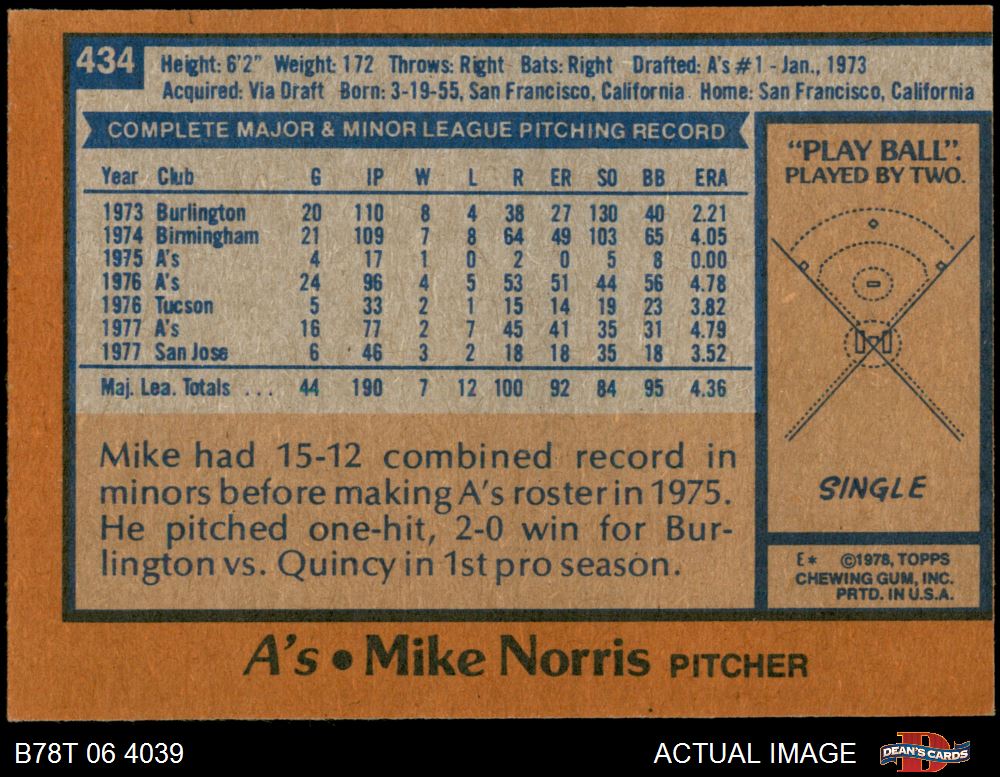 434
Height: 6'2" Weight: 172 Throws: Right Bats: Right Drafted: A's #1 - Jan., 1973
Acquired: Via Draft Born: 3-19-55, San Francisco, California Home: San Francisco, California
COMPLETE MAJOR & MINOR LEAGUE PITCHING RECORD
Year Club G IP W L R ER SO BB ERA
1973 Burlington 20 110 8 4 38 27 130 40 2.21
1974 Birmingham 21 109 7 8 64 49 103 65 4.05
1975 A's 4 17 1 0 2 0 5 8 0.00
1976 A's 24 96 4 5 53 51 44 56 4.78
1976 Tucson 5 33 2 1 15 14 19 23 3.82
1977 A's 16 77 2 7 45 41 35 31 4.79
1977 San Jose 6 46 3 2 18 18 35 18 3.52
Maj. Lea. Totals ... 44 190 7 12 100 92 84 95 4.36
Mike had 15-12 combined record in
minors before making A's roster in 1975.
He pitched one-hit, 2-0 win for Bur-
lington vs. Quincy in 1st pro season.
"PLAY BALL".
PLAYED BY TWO.
SINGLE
E* ©1978, TOPPS
CHEWING GUM, INC.
PRTD. IN U.S.A.
A's • Mike Norris PITCHER
B78T 06 4039
ACTUAL IMAGE
DEAN'S CARDS